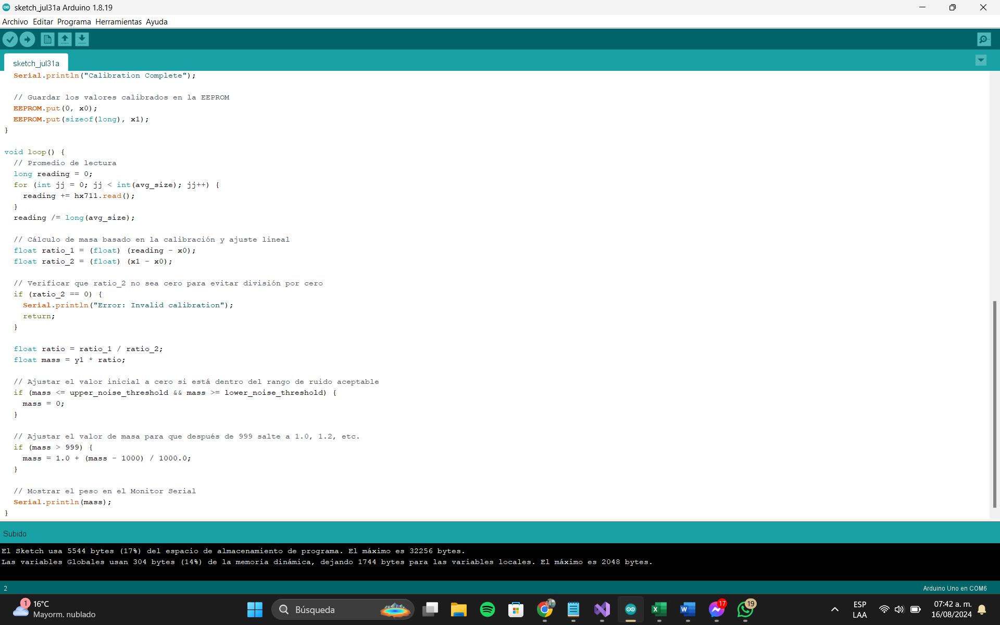 sketch_jul31a Arduino 1.8.19
Archivo Editar Programa Herramientas Ayuda
sketch_jul31a
Serial.println("Calibration Complete");
// Guardar los valores calibrados en la EEPROM
EEPROM.put(0, x0);
EEPROM.put(sizeof(long), x1);
}
void loop() {
// Promedio de lectura
long reading = 0;
for (int jj = 0; jj < int(avg_size); jj++) {
reading += hx711.read();
}
reading /= long(avg_size);
// Cálculo de masa basado en la calibración y ajuste lineal
float ratio_1 = (float) (reading - x0);
float ratio_2 = (float) (x1 - x0);
// Verificar que ratio_2 no sea cero para evitar división por cero
if (ratio_2 == 0) {
Serial.println("Error: Invalid calibration");
return;
}
float ratio = ratio_1 / ratio_2;
float mass = y1 * ratio;
// Ajustar el valor inicial a cero si está dentro del rango de ruido aceptable
if (mass <= upper_noise_threshold && mass >= lower_noise_threshold) {
mass = 0;
}
// Ajustar el valor de masa para que después de 999 salte a 1.0, 1.2, etc.
if (mass > 999) {
mass = 1.0 + (mass - 1000) / 1000.0;
}
// Mostrar el peso en el Monitor Serial
Serial.println(mass);
}
Subido
El Sketch usa 5544 bytes (17%) del espacio de almacenamiento de programa. El máximo es 32256 bytes.
Las variables Globales usan 304 bytes (14%) de la memoria dinámica, dejando 1744 bytes para las variables locales. El máximo es 2048 bytes.
2
Arduino Uno en COM6
1
16°C
Mayorm. nublado
Búsqueda
17
19
ESP
LAA
07:42 a. m.
16/08/2024